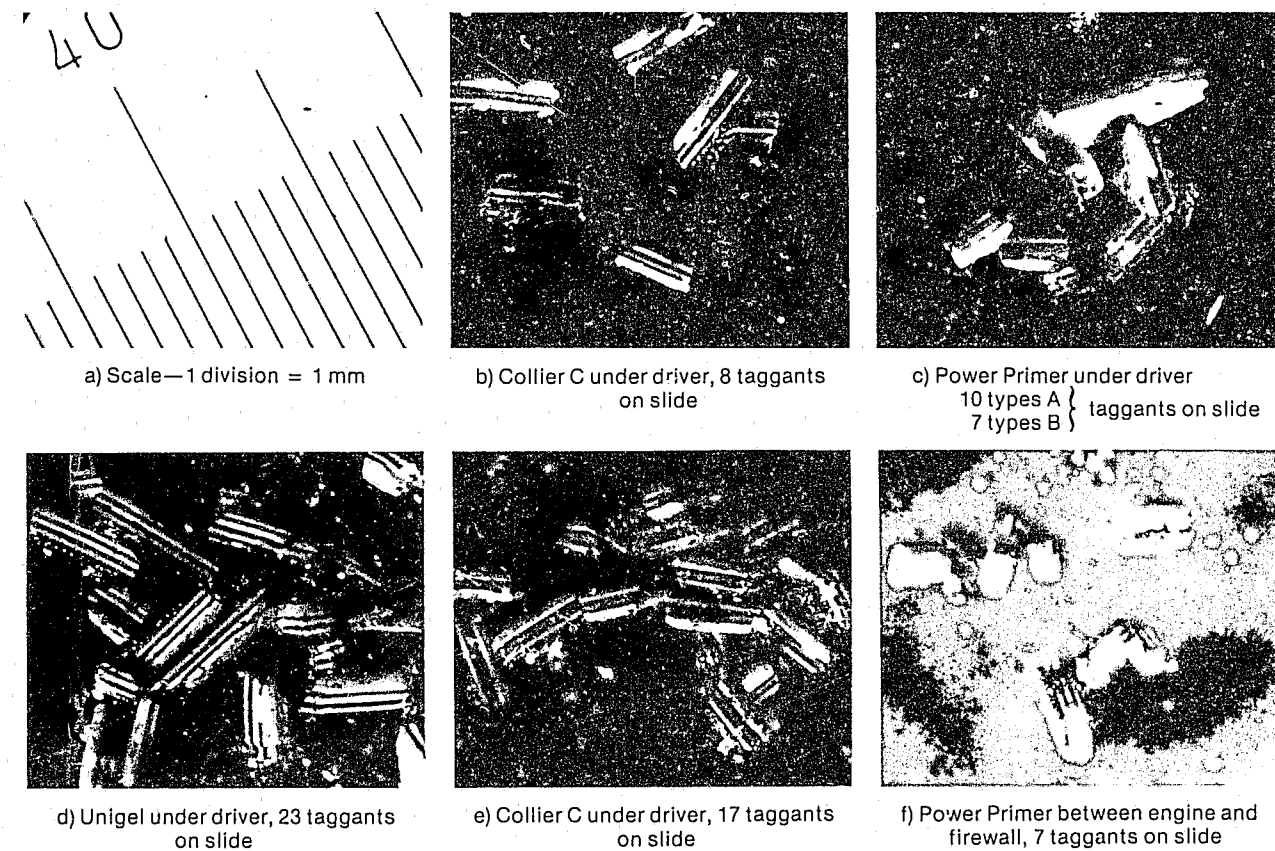 40
a) Scale—1 division = 1 mm
b) Collier C under driver, 8 taggants
on slide
c) Power Primer under driver
10 types A
7 types B
} taggants on slide
d) Unigel under driver, 23 taggants
on slide
e) Collier C under driver, 17 taggants
on slide
f) Power Primer between engine and
firewall, 7 taggants on slide